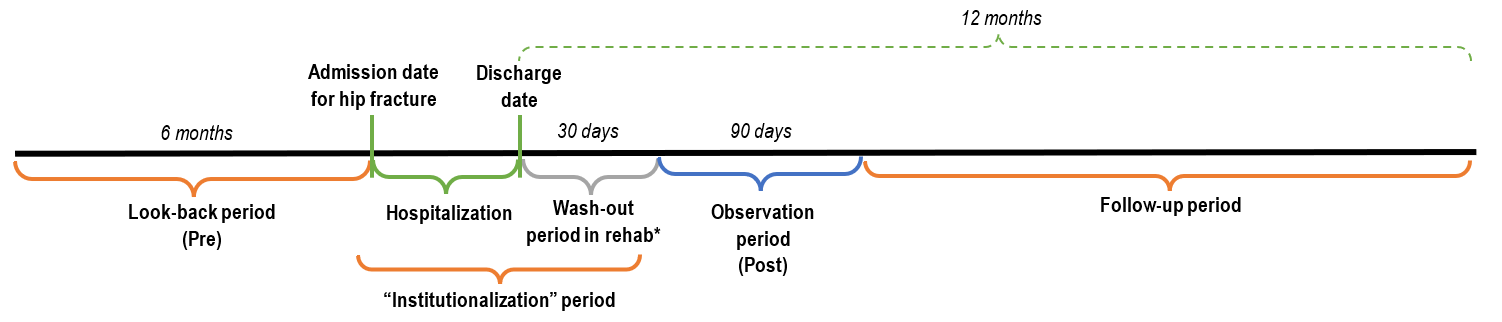 12 months
Admission date
for hip fracture
Discharge
date
6 months
30 days
90 days
Look-back period
(Pre)
Hospitalization
Wash-out
period in rehab*
Observation
period
(Post)
Follow-up period
“Institutionalization” period